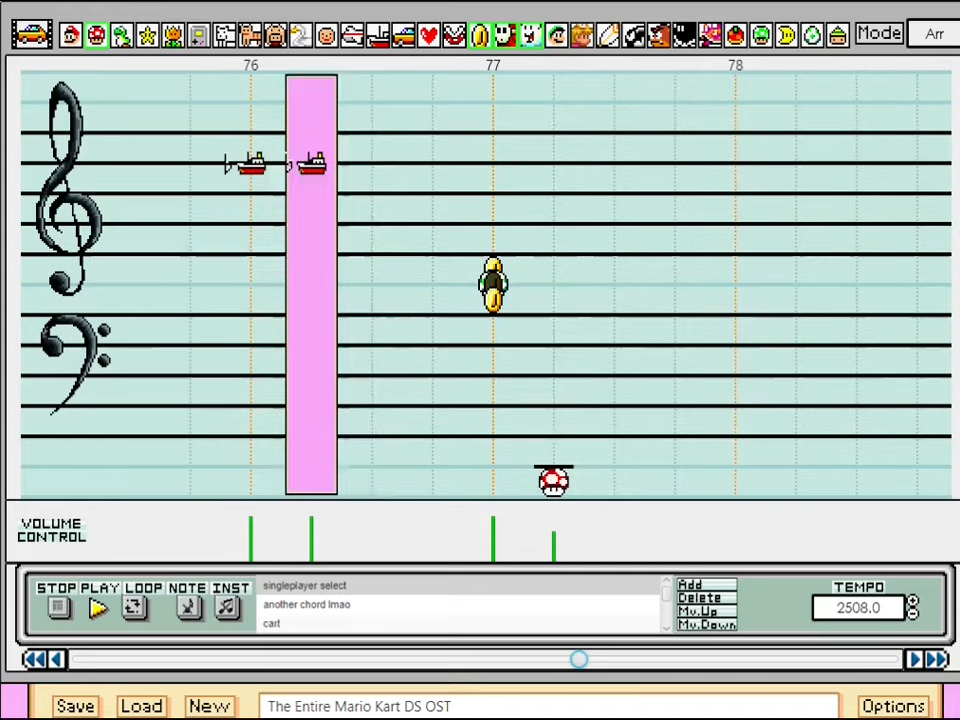 Mode Arr
76 77 78
VOLUME
CONTROL
STOP PLAY LOOP NOTE INST
singleplayer select
another chord lmao
cart
Add
Delete
Mv.Up
Mv.Down
TEMPO
2508.0
Save Load New The Entire Mario Kart DS OST Options